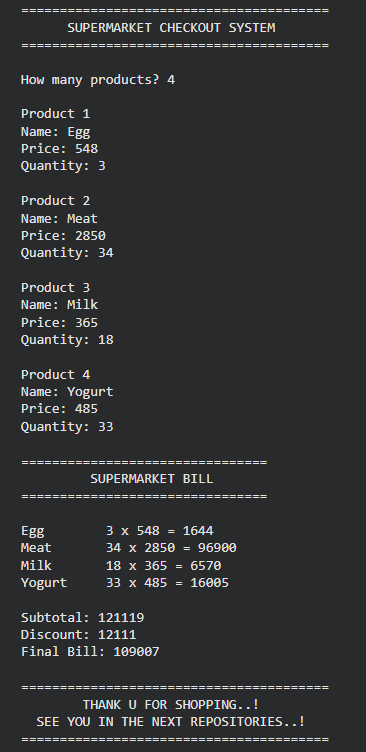 ========================================
SUPERMARKET CHECKOUT SYSTEM
========================================
How many products? 4
Product 1
Name: Egg
Price: 548
Quantity: 3
Product 2
Name: Meat
Price: 2850
Quantity: 34
Product 3
Name: Milk
Price: 365
Quantity: 18
Product 4
Name: Yogurt
Price: 485
Quantity: 33
================================
SUPERMARKET BILL
================================
Egg 3 x 548 = 1644
Meat 34 x 2850 = 96900
Milk 18 x 365 = 6570
Yogurt 33 x 485 = 16005
Subtotal: 121119
Discount: 12111
Final Bill: 109007
========================================
THANK U FOR SHOPPING..!
SEE YOU IN THE NEXT REPOSITORIES..!
========================================